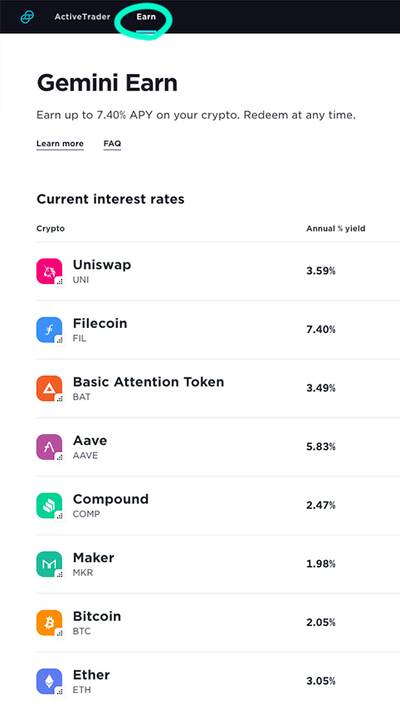 ActiveTrader Earn
Gemini Earn
Earn up to 7.40% APY on your crypto. Redeem at any time.
Learn more FAQ
Current interest rates
Crypto Annual % yield
Uniswap
UNI
3.59%
Filecoin
FIL
7.40%
Basic Attention Token
BAT
3.49%
Aave
AAVE
5.83%
Compound
COMP
2.47%
Maker
MKR
1.98%
Bitcoin
BTC
2.05%
Ether
ETH
3.05%